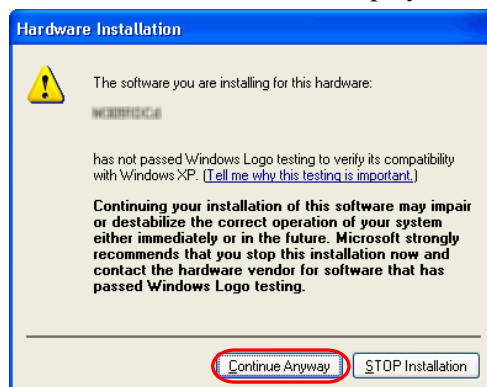 Hardware Installation
The software you are installing for this hardware:
has not passed Windows Logo testing to verify its compatibility
with Windows XP. (Tell me why this testing is important.)
Continuing your installation of this software may impair
or destabilize the correct operation of your system
either immediately or in the future. Microsoft strongly
recommends that you stop this installation now and
contact the hardware vendor for software that has
passed Windows Logo testing.
Continue Anyway STOP Installation